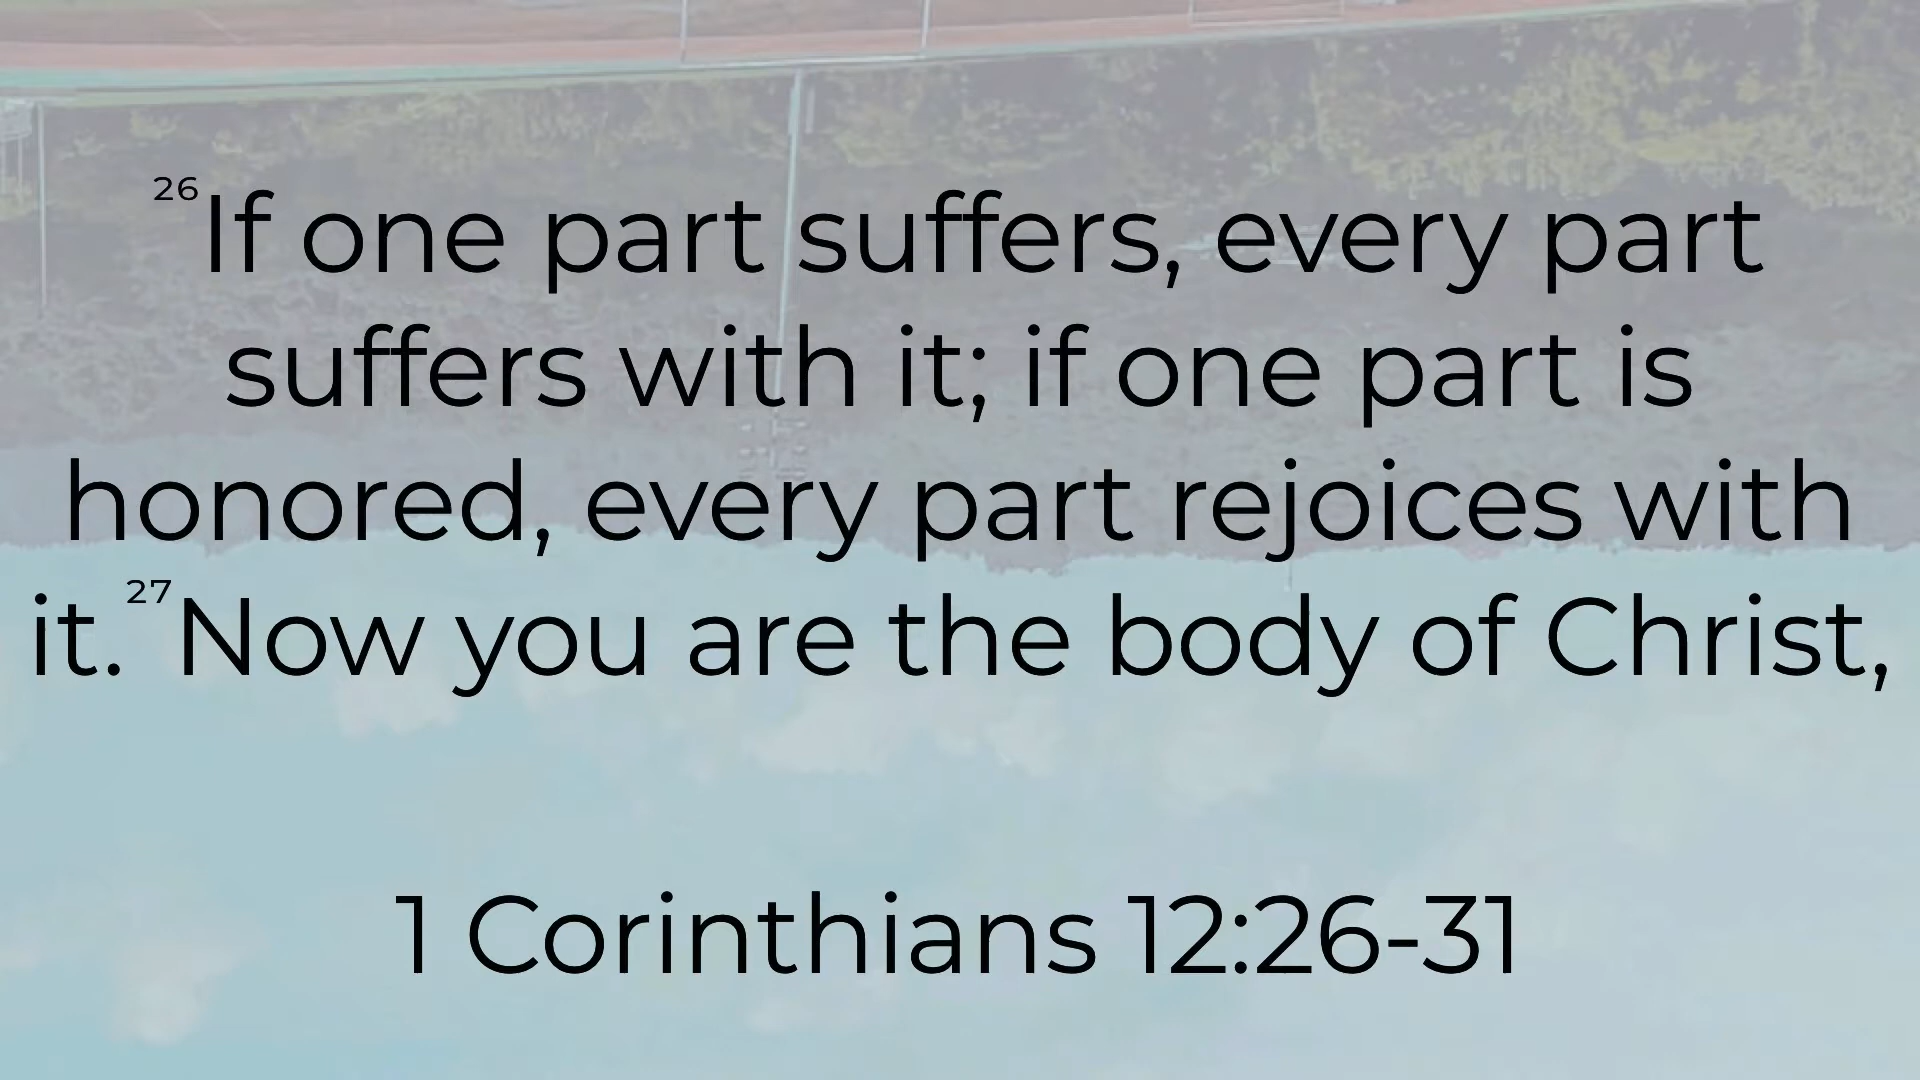 26If one part suffers, every part
suffers with it; if one part is
honored, every part rejoices with
it. 27Now you are the body of Christ,
1 Corinthians 12:26-31